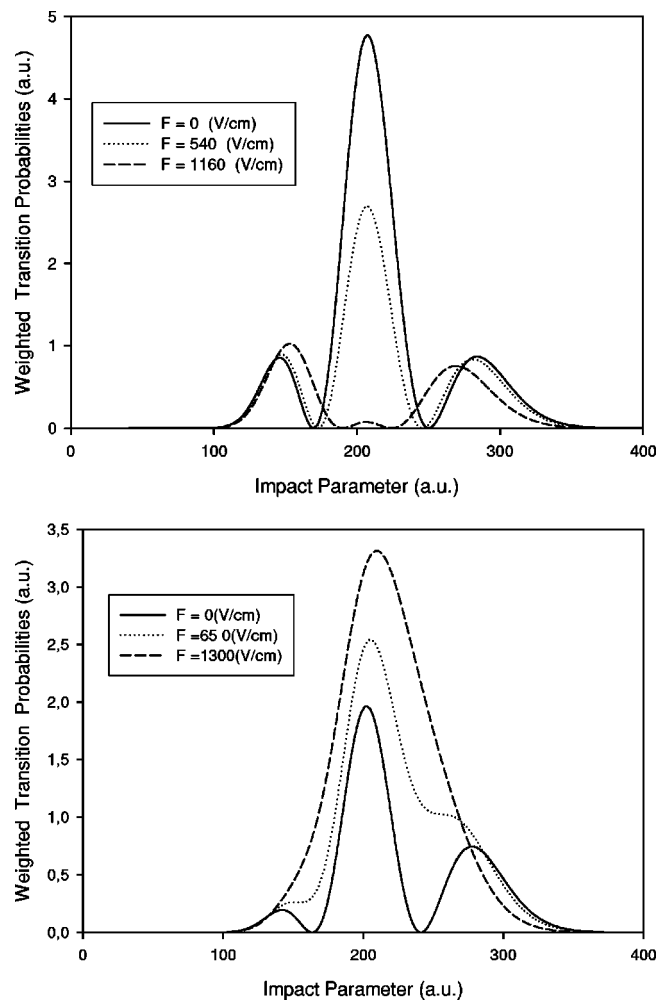 Weighted Transition Probabilities (a.u.)
5
4
3
2
1
0
F = 0 (V/cm)
F = 540 (V/cm)
F = 1160 (V/cm)
0 100 200 300 400
Impact Parameter (a.u.)
Weighted Transition Probabilities (a.u.)
3,5
3,0
2,5
2,0
1,5
1,0
0,5
0,0
F = 0(V/cm)
F =65 0(V/cm)
F =1300(V/cm)
0 100 200 300 400
Impact Parameter (a.u.)